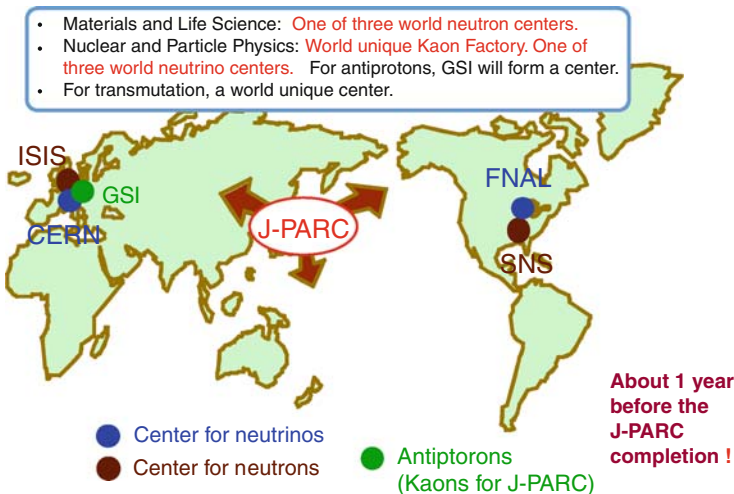 • Materials and Life Science: One of three world neutron centers.
• Nuclear and Particle Physics: World unique Kaon Factory. One of
three world neutrino centers. For antiprotons, GSI will form a center.
• For transmutation, a world unique center.
ISIS
GSI
CERN
J-PARC
FNAL
SNS
About 1 year
before the
J-PARC
completion !
Center for neutrinos
Center for neutrons
Antiptorons
(Kaons for J-PARC)